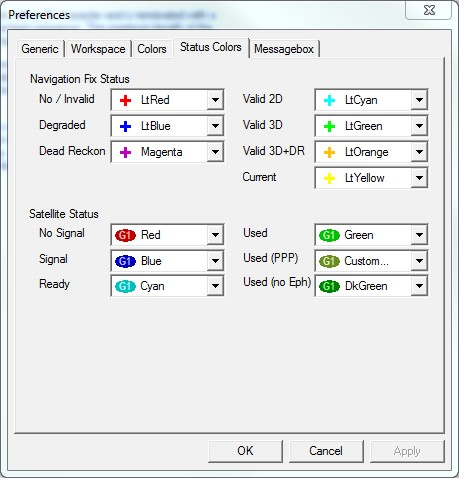 Preferences
Generic Workspace Colors Status Colors Messagebox
Navigation Fix Status
No / Invalid LtRed Valid 2D LtCyan
Degraded LtBlue Valid 3D LtGreen
Dead Reckon Magenta Valid 3D+DR LtOrange
Current LtYellow
Satellite Status
No Signal G1 Red Used G1 Green
Signal G1 Blue Used (PPP) G1 Custom...
Ready G1 Cyan Used (no Eph) G1 DkGreen
OK Cancel Apply